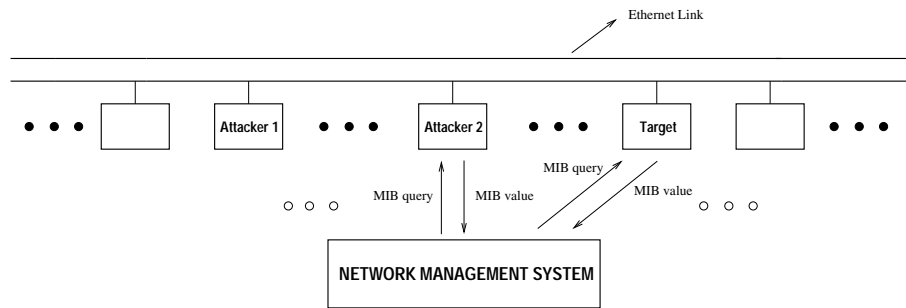 Ethernet Link
Attacker 1
Attacker 2
Target
MIB query
MIB value
MIB query
MIB value
NETWORK MANAGEMENT SYSTEM